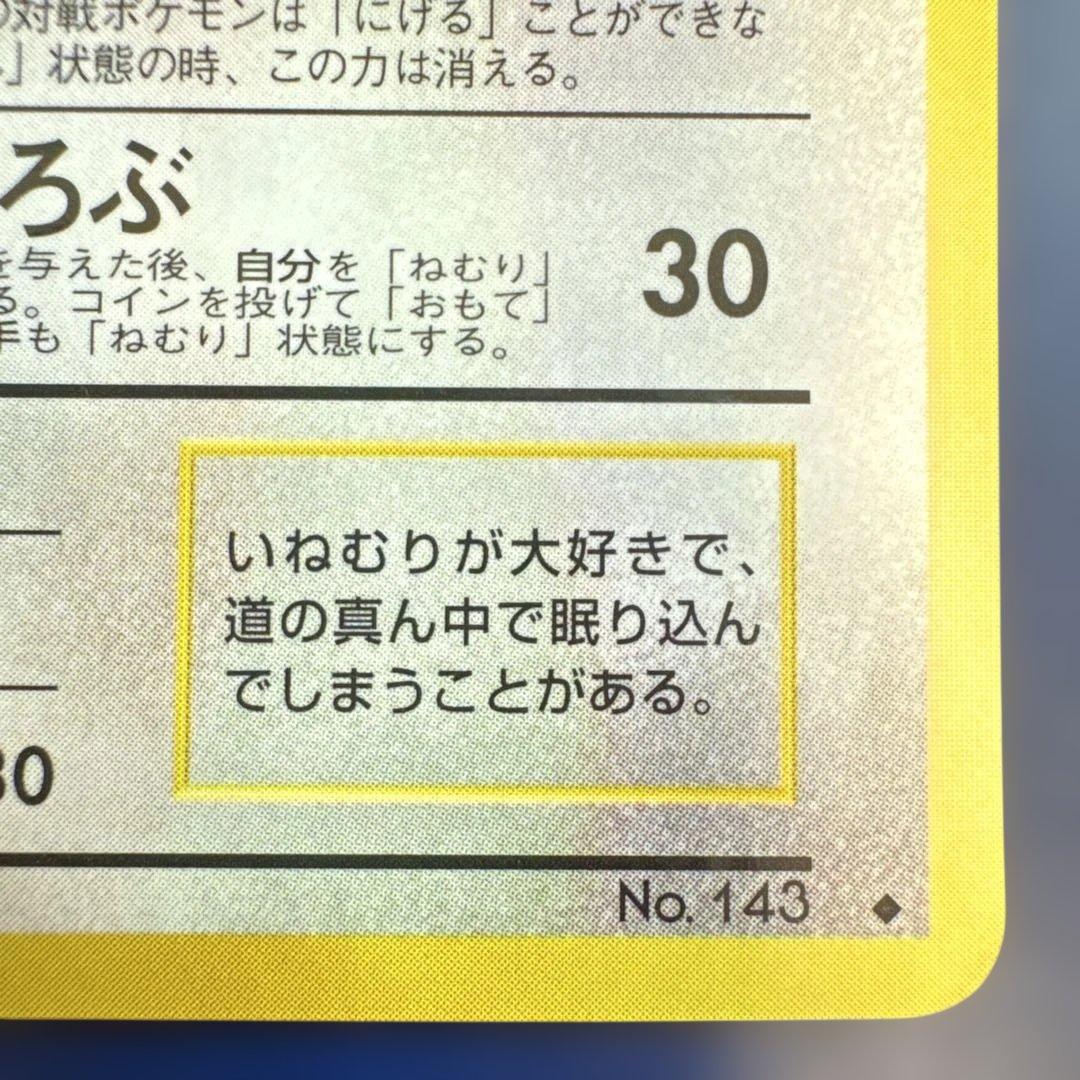 対戦ポケモンは「にげる」ことができな
」状態の時、この力は消える。
ろぶ
を与えた後、自分を「ねむり」
る。コインを投げて「おもて」
手も「ねむり」状態にする。
30
いねむりが大好きで、
道の真ん中で眠り込ん
でしまうことがある。
30
No. 143